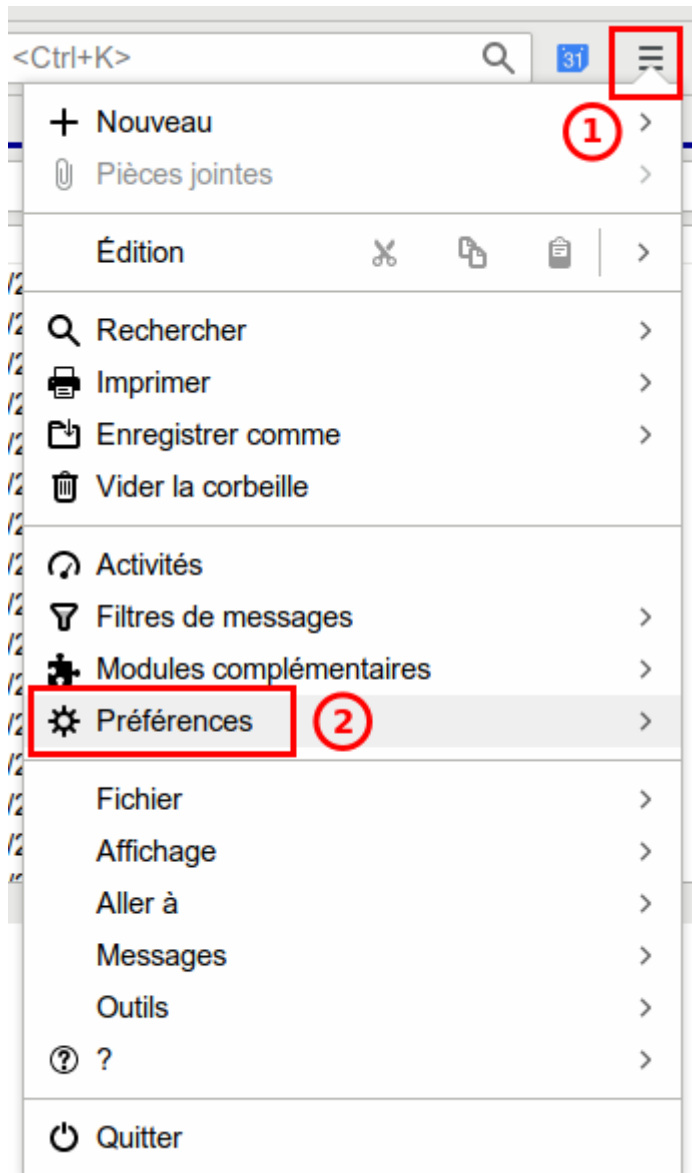 <Ctrl+K>
31
1
Nouveau
Pièces jointes
Édition
Rechercher
Imprimer
Enregistrer comme
Vider la corbeille
Activités
Filtres de messages
Modules complémentaires
Préférences 2
Fichier
Affichage
Aller à
Messages
Outils
? ?
Quitter